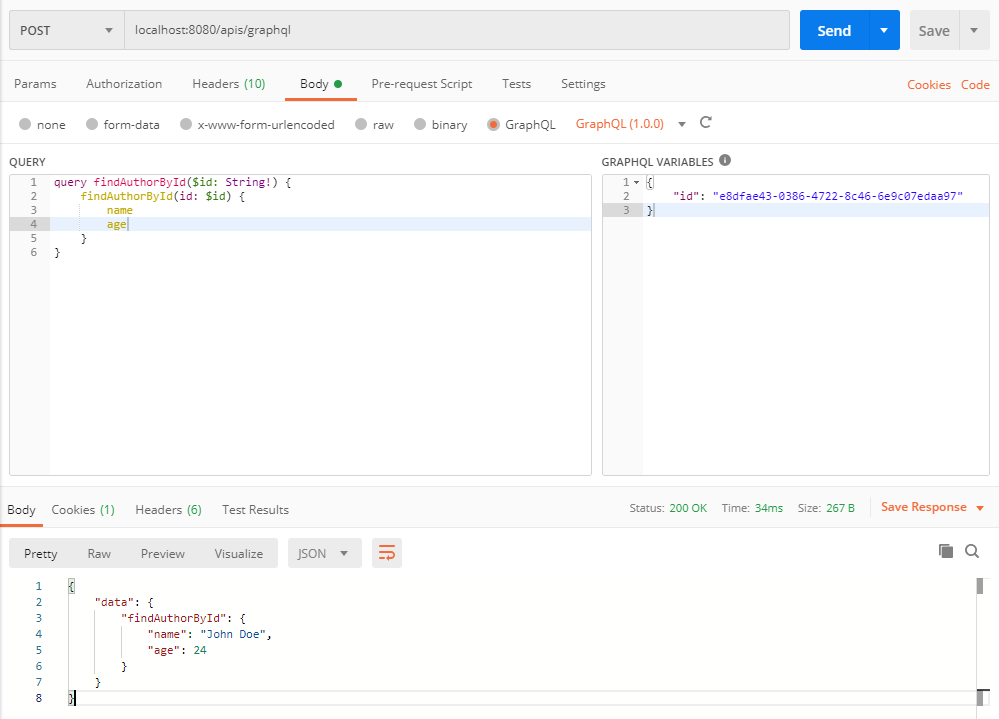 POST localhost:8080/apis/graphql Send Save
Params Authorization Headers (10) Body Pre-request Script Tests Settings Cookies Code
none form-data x-www-form-urlencoded raw binary GraphQL GraphQL (1.0.0)
QUERY
1 query findAuthorById($id: String!) {
2 findAuthorById(id: $id) {
3 name
4 age
5 }
6 }
GRAPHQL VARIABLES
1 {
2 "id": "e8dfae43-0386-4722-8c46-6e9c07edaa97"
3 }
Body Cookies (1) Headers (6) Test Results Status: 200 OK Time: 34ms Size: 267 B Save Response
Pretty Raw Preview Visualize JSON
1 {
2 "data": {
3 "findAuthorById": {
4 "name": "John Doe",
5 "age": 24
6 }
7 }
8 }